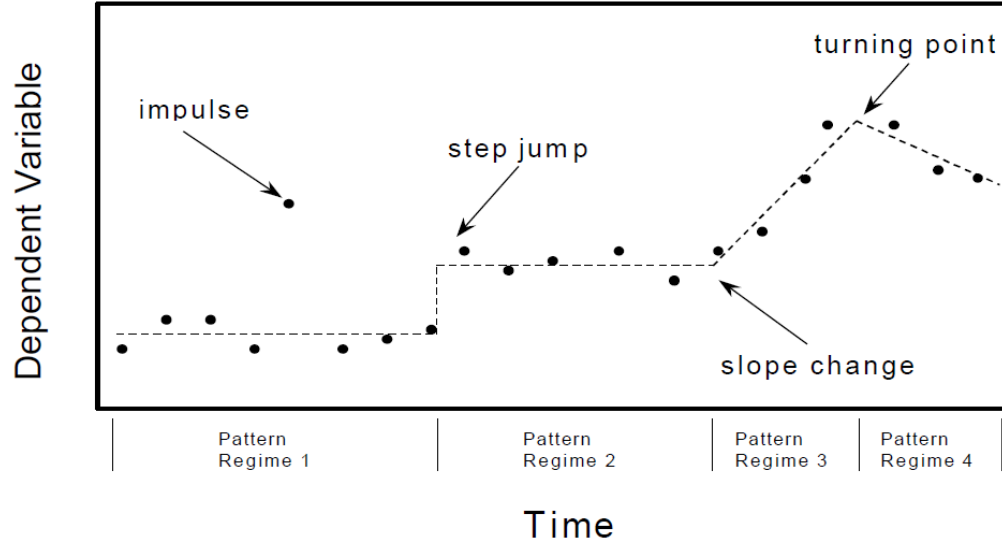 turning point
impulse
step jump
Dependent Variable
slope change
Pattern
Regime 1
Pattern
Regime 2
Pattern
Regime 3
Pattern
Regime 4
Time